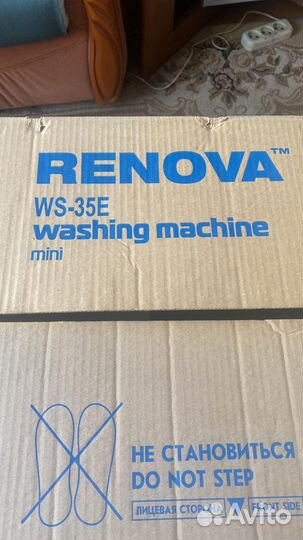 RENOVA™
WS-35E
washing machine
mini
НЕ СТАНОВИТЬСЯ
DO NOT STEP
ЛИЦЕВАЯ СТОРОНА FRONT SIDE
Avito